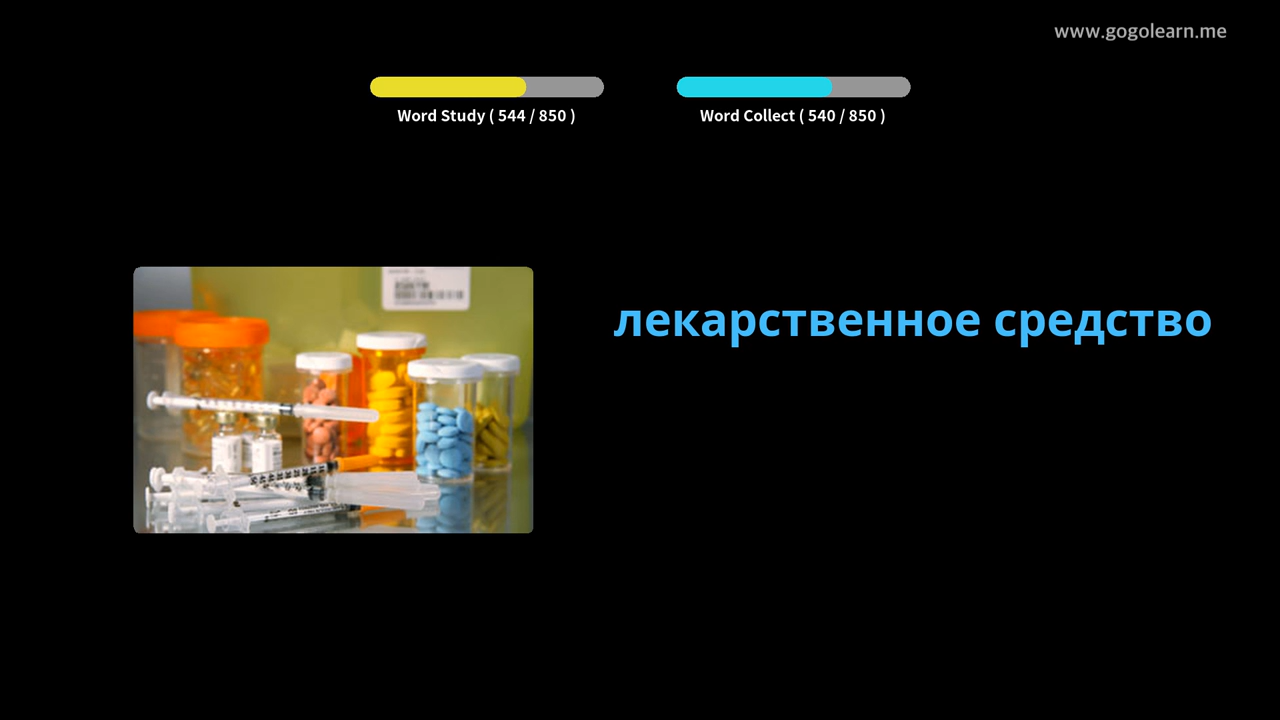 www.gogolearn.me
Word Study ( 544 / 850 )
Word Collect ( 540 / 850 )
лекарственное средство